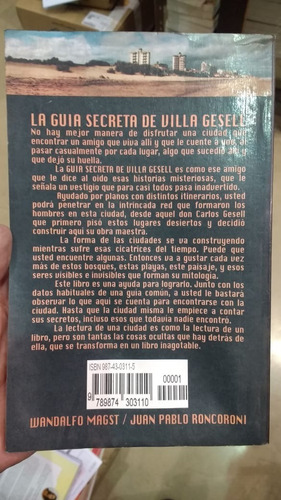 LA GUIA SECRETA DE VILLA GESELL
No hay mejor manera de disfrutar una ciudad que
encontrar un amigo que viva allí y que le cuente a uno, al
pasar casualmente por cada lugar, algo que sucedió allí y
que dejó su huella.
La GUIA SECRETA DE VILLA GESELL es como ese amigo
que le dice al oído esas historias misteriosas, que le
señala un vestigio que para casi todos pasa inadvertido.
Ayudado por planos con distintos itinerarios, usted
podrá penetrar en la intrincada red que formaron los
hombres en esta ciudad, desde aquel don Carlos Gesell
que primero pisó estos lugares desiertos y decidió
construir aquí su obra maestra.
La forma de las ciudades se va construyendo
mientras sufre esas cicatrices del tiempo. Puede que
usted encuentre algunas. Entonces va a gustar cada vez
más de estos bosques, estas playas, este paisaje, y esos
seres visibles e invisibles que forman su mitología.
Este libro es una ayuda para lograrlo. Junto con los
datos habituales de una guía común, a usted le bastará
observar lo que aquí se cuenta para encontrarse con la
ciudad. Hasta que la ciudad misma le empiece a contar
sus secretos, incluso esos que todavía nadie encontró.
La lectura de una ciudad es como la lectura de un
libro, pero son tantas las cosas ocultas que hay detrás de
ella, que se transforma en un libro inagotable.
ISBN 987-43-0311-5
00001
9 789874 303110
WANDALFO MAGST / JUAN PABLO RONCORONI